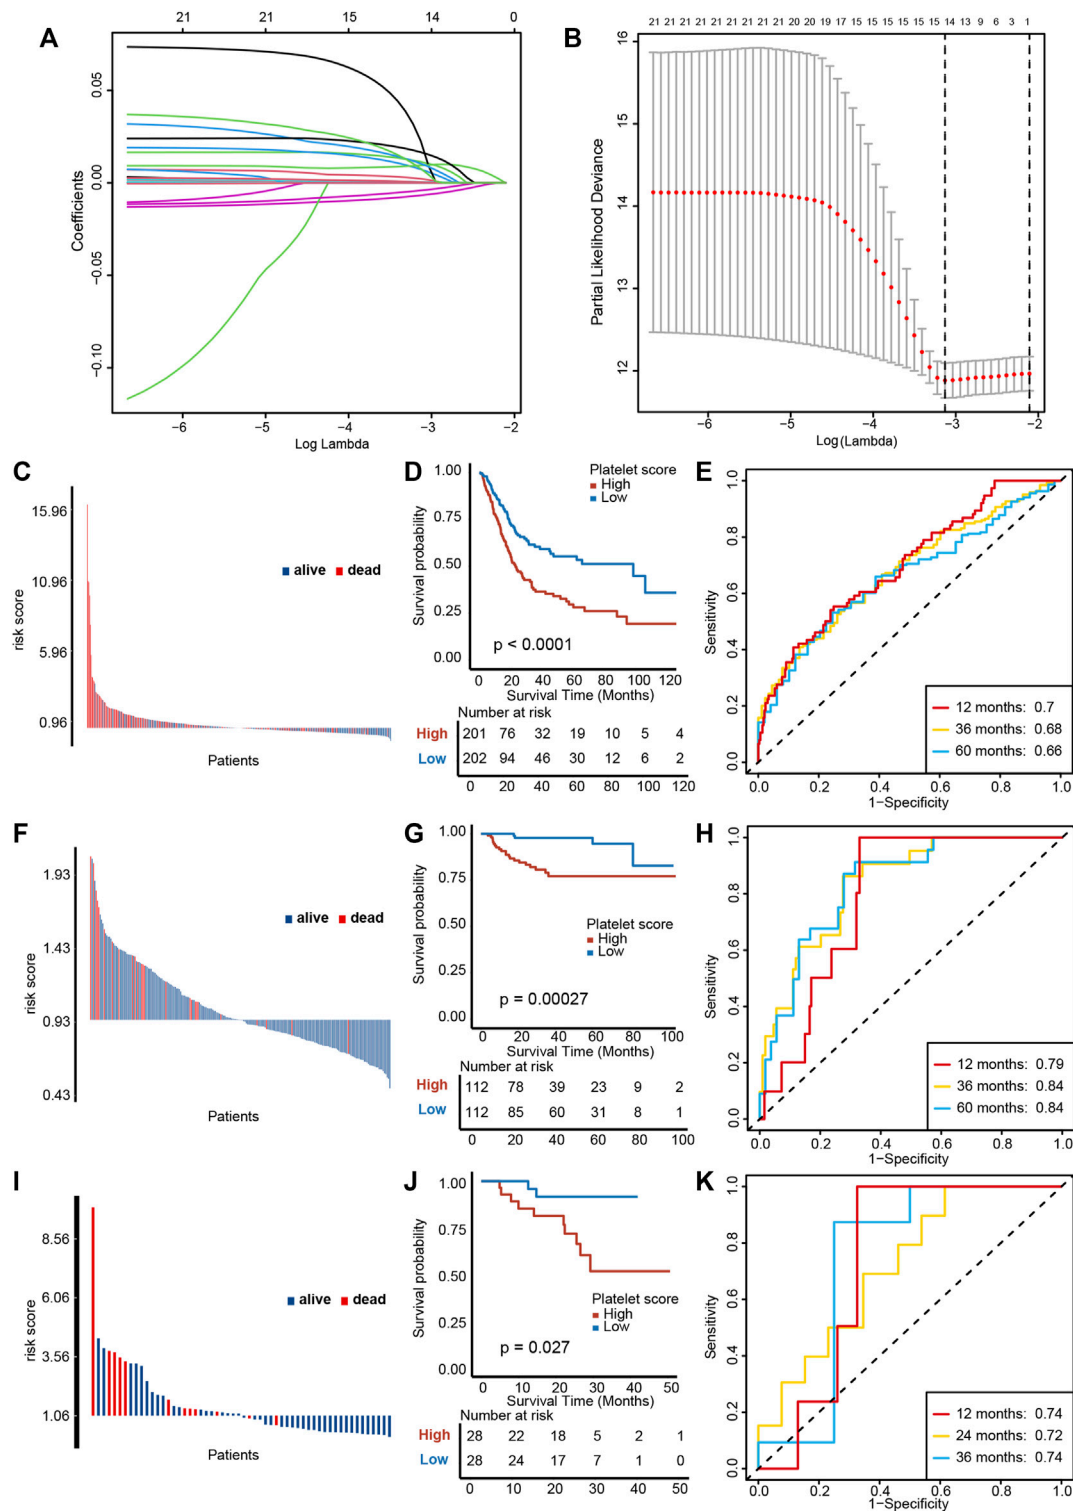 A
21 21 15 14 0
0.05
0.00
−0.05
−0.10
Coefficients
−6 −5 −4 −3 −2
Log Lambda
B
21 21 21 21 21 21 21 21 20 20 19 17 15 15 15 15 15 15 14 13 9 6 3 1
16
15
14
13
12
Partial Likelihood Deviance
−6 −5 −4 −3 −2
Log(Lambda)
C
15.96
10.96
5.96
0.96
risk score
alive dead
Patients
D
Platelet score
High
Low
1.00
0.75
0.50
0.25
0.00
Survival probability
p < 0.0001
0 20 40 60 80 100 120
Survival Time (Months)
Number at risk
High 201 76 32 19 10 5 4
Low 202 94 46 30 12 6 2
0 20 40 60 80 100 120
E
1.0
0.8
0.6
0.4
0.2
0.0
Sensitivity
12 months: 0.7
36 months: 0.68
60 months: 0.66
0.0 0.2 0.4 0.6 0.8 1.0
1−Specificity
F
1.93
1.43
0.93
0.43
risk score
alive dead
Patients
G
1.00
0.75
0.50
0.25
0.00
Survival probability
Platelet score
High
Low
p = 0.00027
0 20 40 60 80 100
Survival Time (Months)
Number at risk
High 112 78 39 23 9 2
Low 112 85 60 31 8 1
0 20 40 60 80 100
H
1.0
0.8
0.6
0.4
0.2
0.0
Sensitivity
12 months: 0.79
36 months: 0.84
60 months: 0.84
0.0 0.2 0.4 0.6 0.8 1.0
1−Specificity
I
8.56
6.06
3.56
1.06
risk score
alive dead
Patients
J
1.00
0.75
0.50
0.25
0.00
Survival probability
Platelet score
High
Low
p = 0.027
0 10 20 30 40 50
Survival Time (Months)
Number at risk
High 28 22 18 5 2 1
Low 28 24 17 7 1 0
0 10 20 30 40 50
K
1.0
0.8
0.6
0.4
0.2
0.0
Sensitivity
12 months: 0.74
24 months: 0.72
36 months: 0.74
0.0 0.2 0.4 0.6 0.8 1.0
1−Specificity